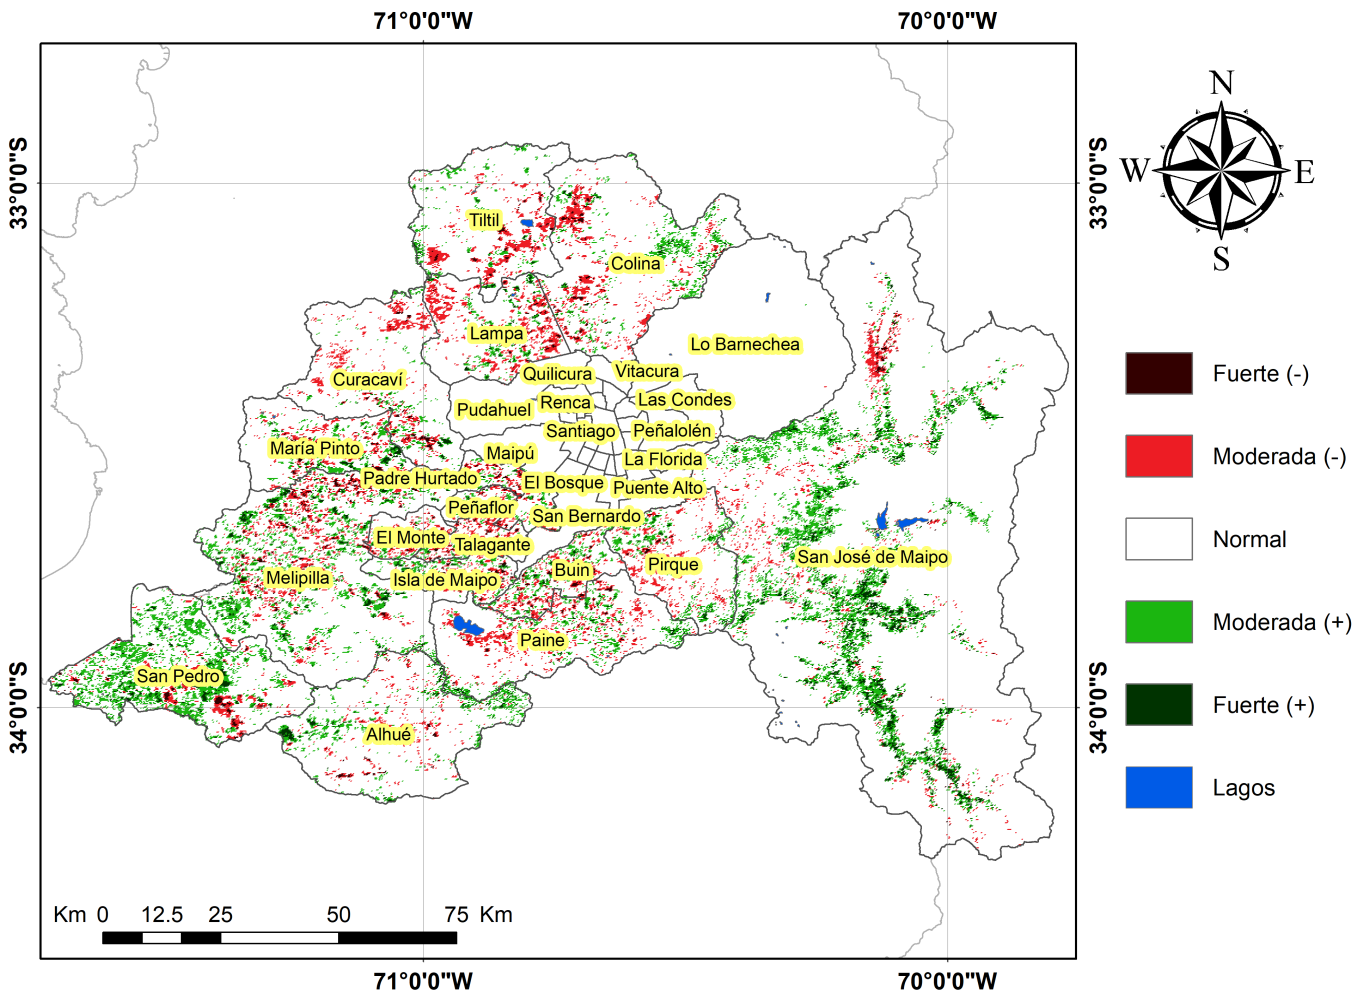 71°0'0"W
70°0'0"W
33°0'0"S
33°0'0"S
N
W
E
S
Tiltil
Colina
Lampa
Lo Barnechea
Curacaví
Quilicura
Vitacura
Pudahuel
Renca
Las Condes
Santiago
Peñalolén
María Pinto
Maipú
La Florida
Padre Hurtado
El Bosque
Puente Alto
Peñaflor
San Bernardo
El Monte
Talagante
San José de Maipo
Melipilla
Isla de Maipo
Buin
Pirque
Paine
San Pedro
Alhué
34°0'0"S
34°0'0"S
Fuerte (-)
Moderada (-)
Normal
Moderada (+)
Fuerte (+)
Lagos
Km 0 12.5 25 50 75 Km
71°0'0"W
70°0'0"W